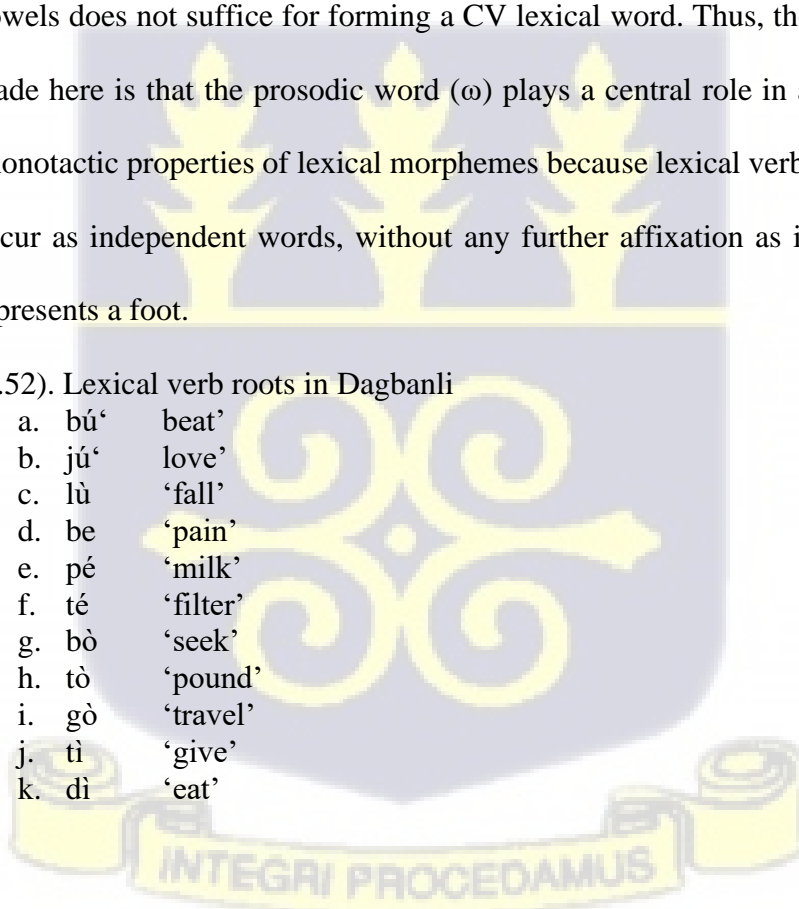 owels does not suffice for forming a CV lexical word. Thus, th
ade here is that the prosodic word (ω) plays a central role in
onotactic properties of lexical morphemes because lexical verb
cur as independent words, without any further affixation as i
presents a foot.
.52). Lexical verb roots in Dagbanli
a. bú‘ beat’
b. jú‘ love’
c. lù ‘fall’
d. be ‘pain’
e. pé ‘milk’
f. té ‘filter’
g. bò ‘seek’
h. tò ‘pound’
i. gò ‘travel’
j. tì ‘give’
k. dì ‘eat’
INTEGRI PROCEDAMUS